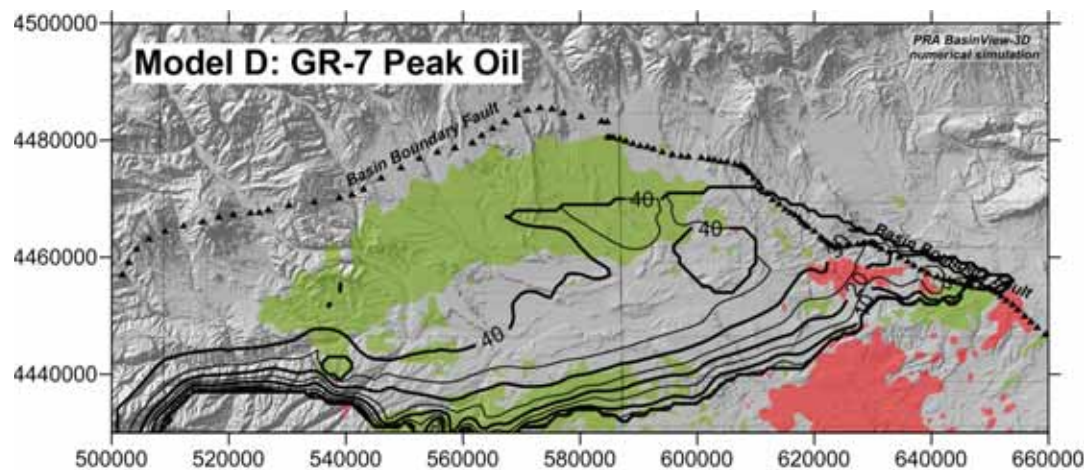 4500000
Model D: GR-7 Peak Oil
PRA BasinView-3D
numerical simulation
4480000
Basin Boundary Fault
40
40
4460000
Basin Boundary Fault
40
4440000
500000 520000 540000 560000 580000 600000 620000 640000 660000